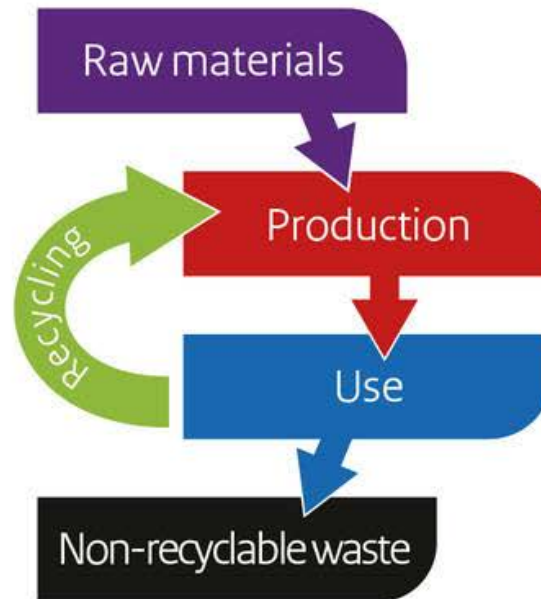 Raw materials
Production
Recycling
Use
Non-recyclable waste